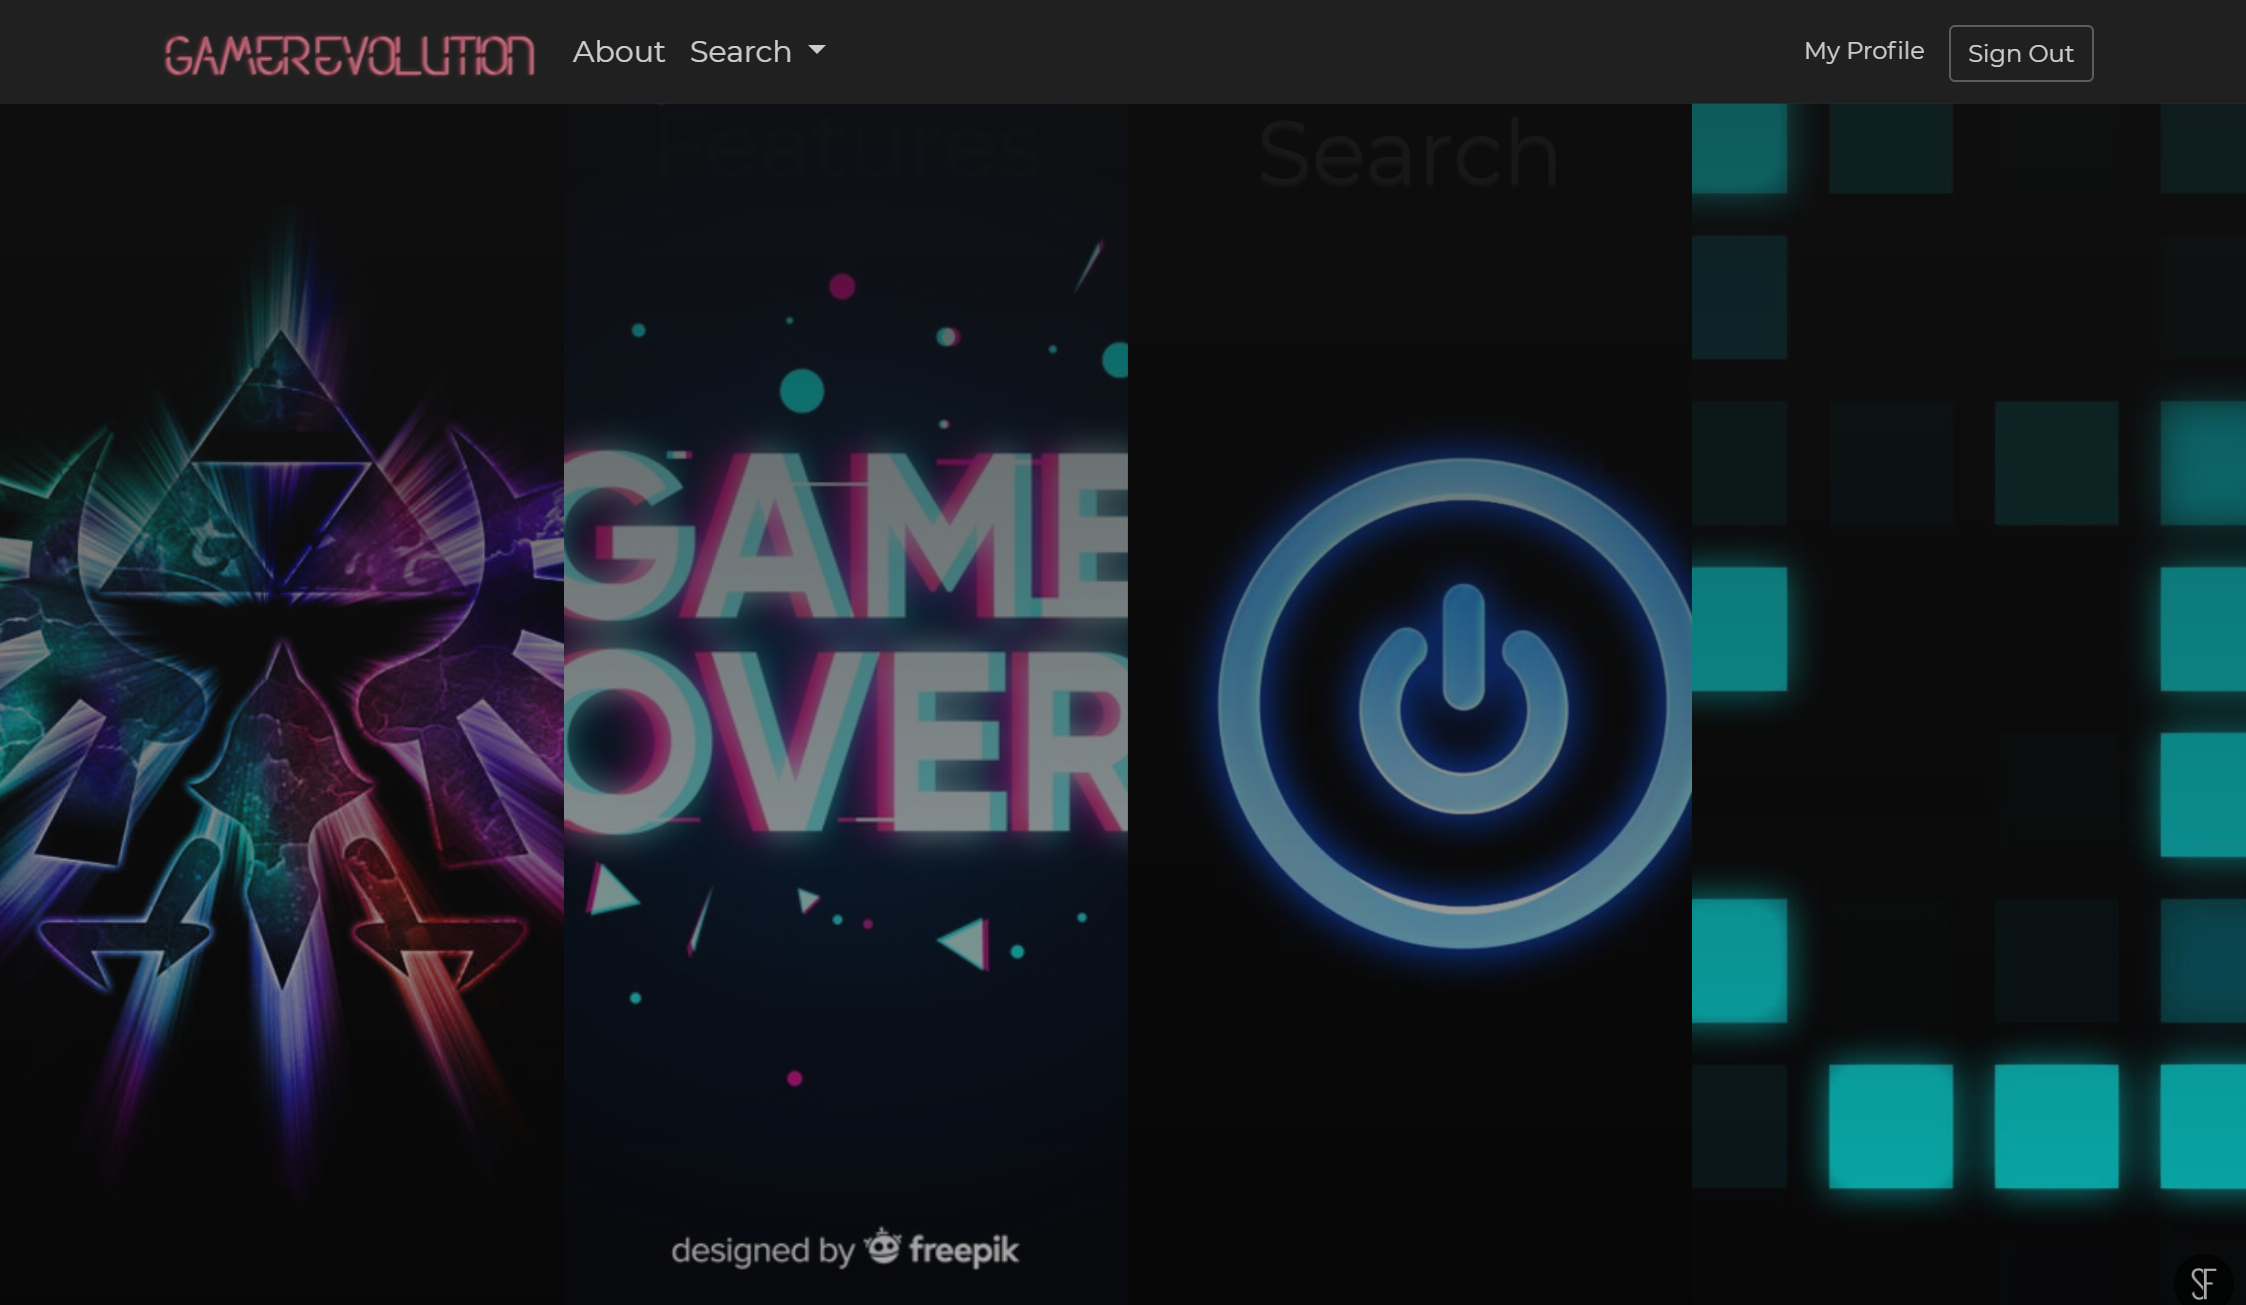 GAMEREVOLUTION About Search My Profile Sign Out
Features
Search
GAME
OVER
designed by freepik
SF